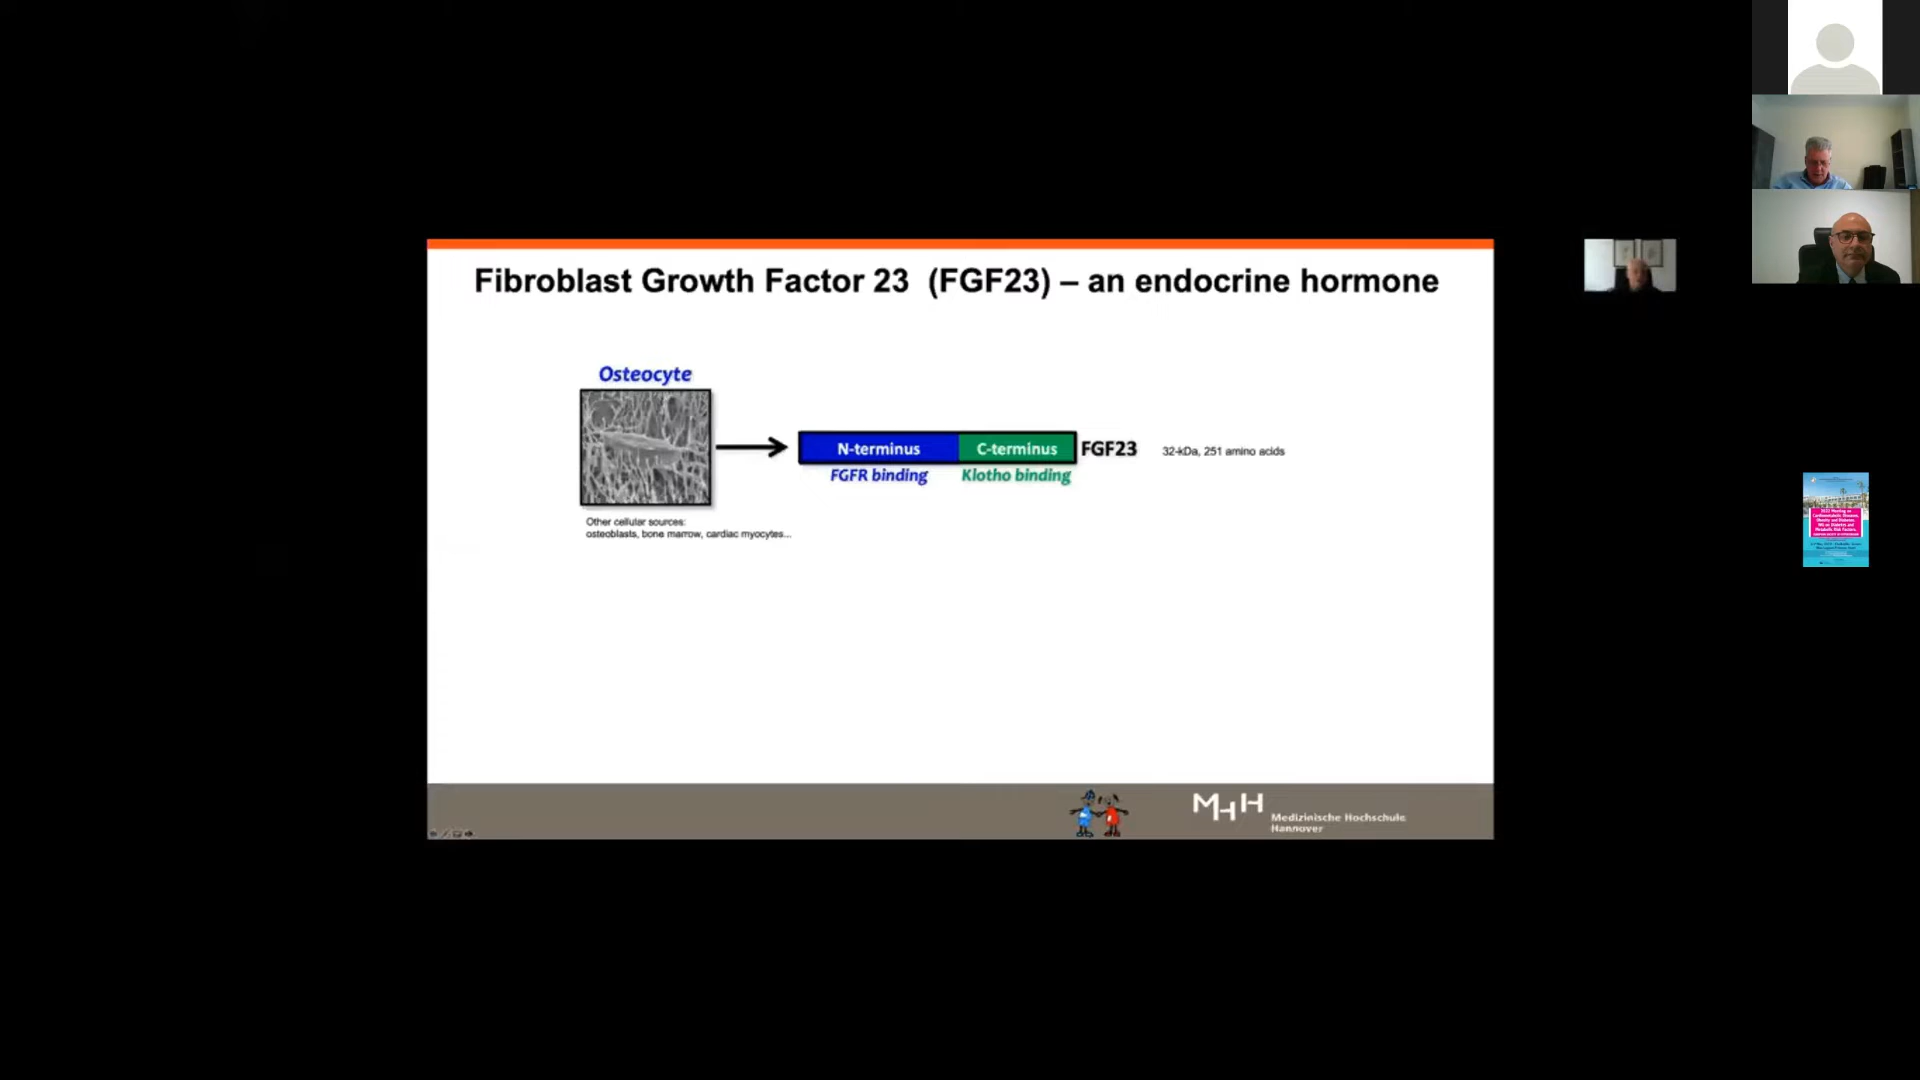 Fibroblast Growth Factor 23 (FGF23) – an endocrine hormone
Osteocyte
N-terminus
C-terminus
FGF23
32-kDa, 251 amino acids
FGFR binding
Klotho binding
Other cellular sources:
osteoblasts, bone marrow, cardiac myocytes...
MHH
Medizinische Hochschule
Hannover